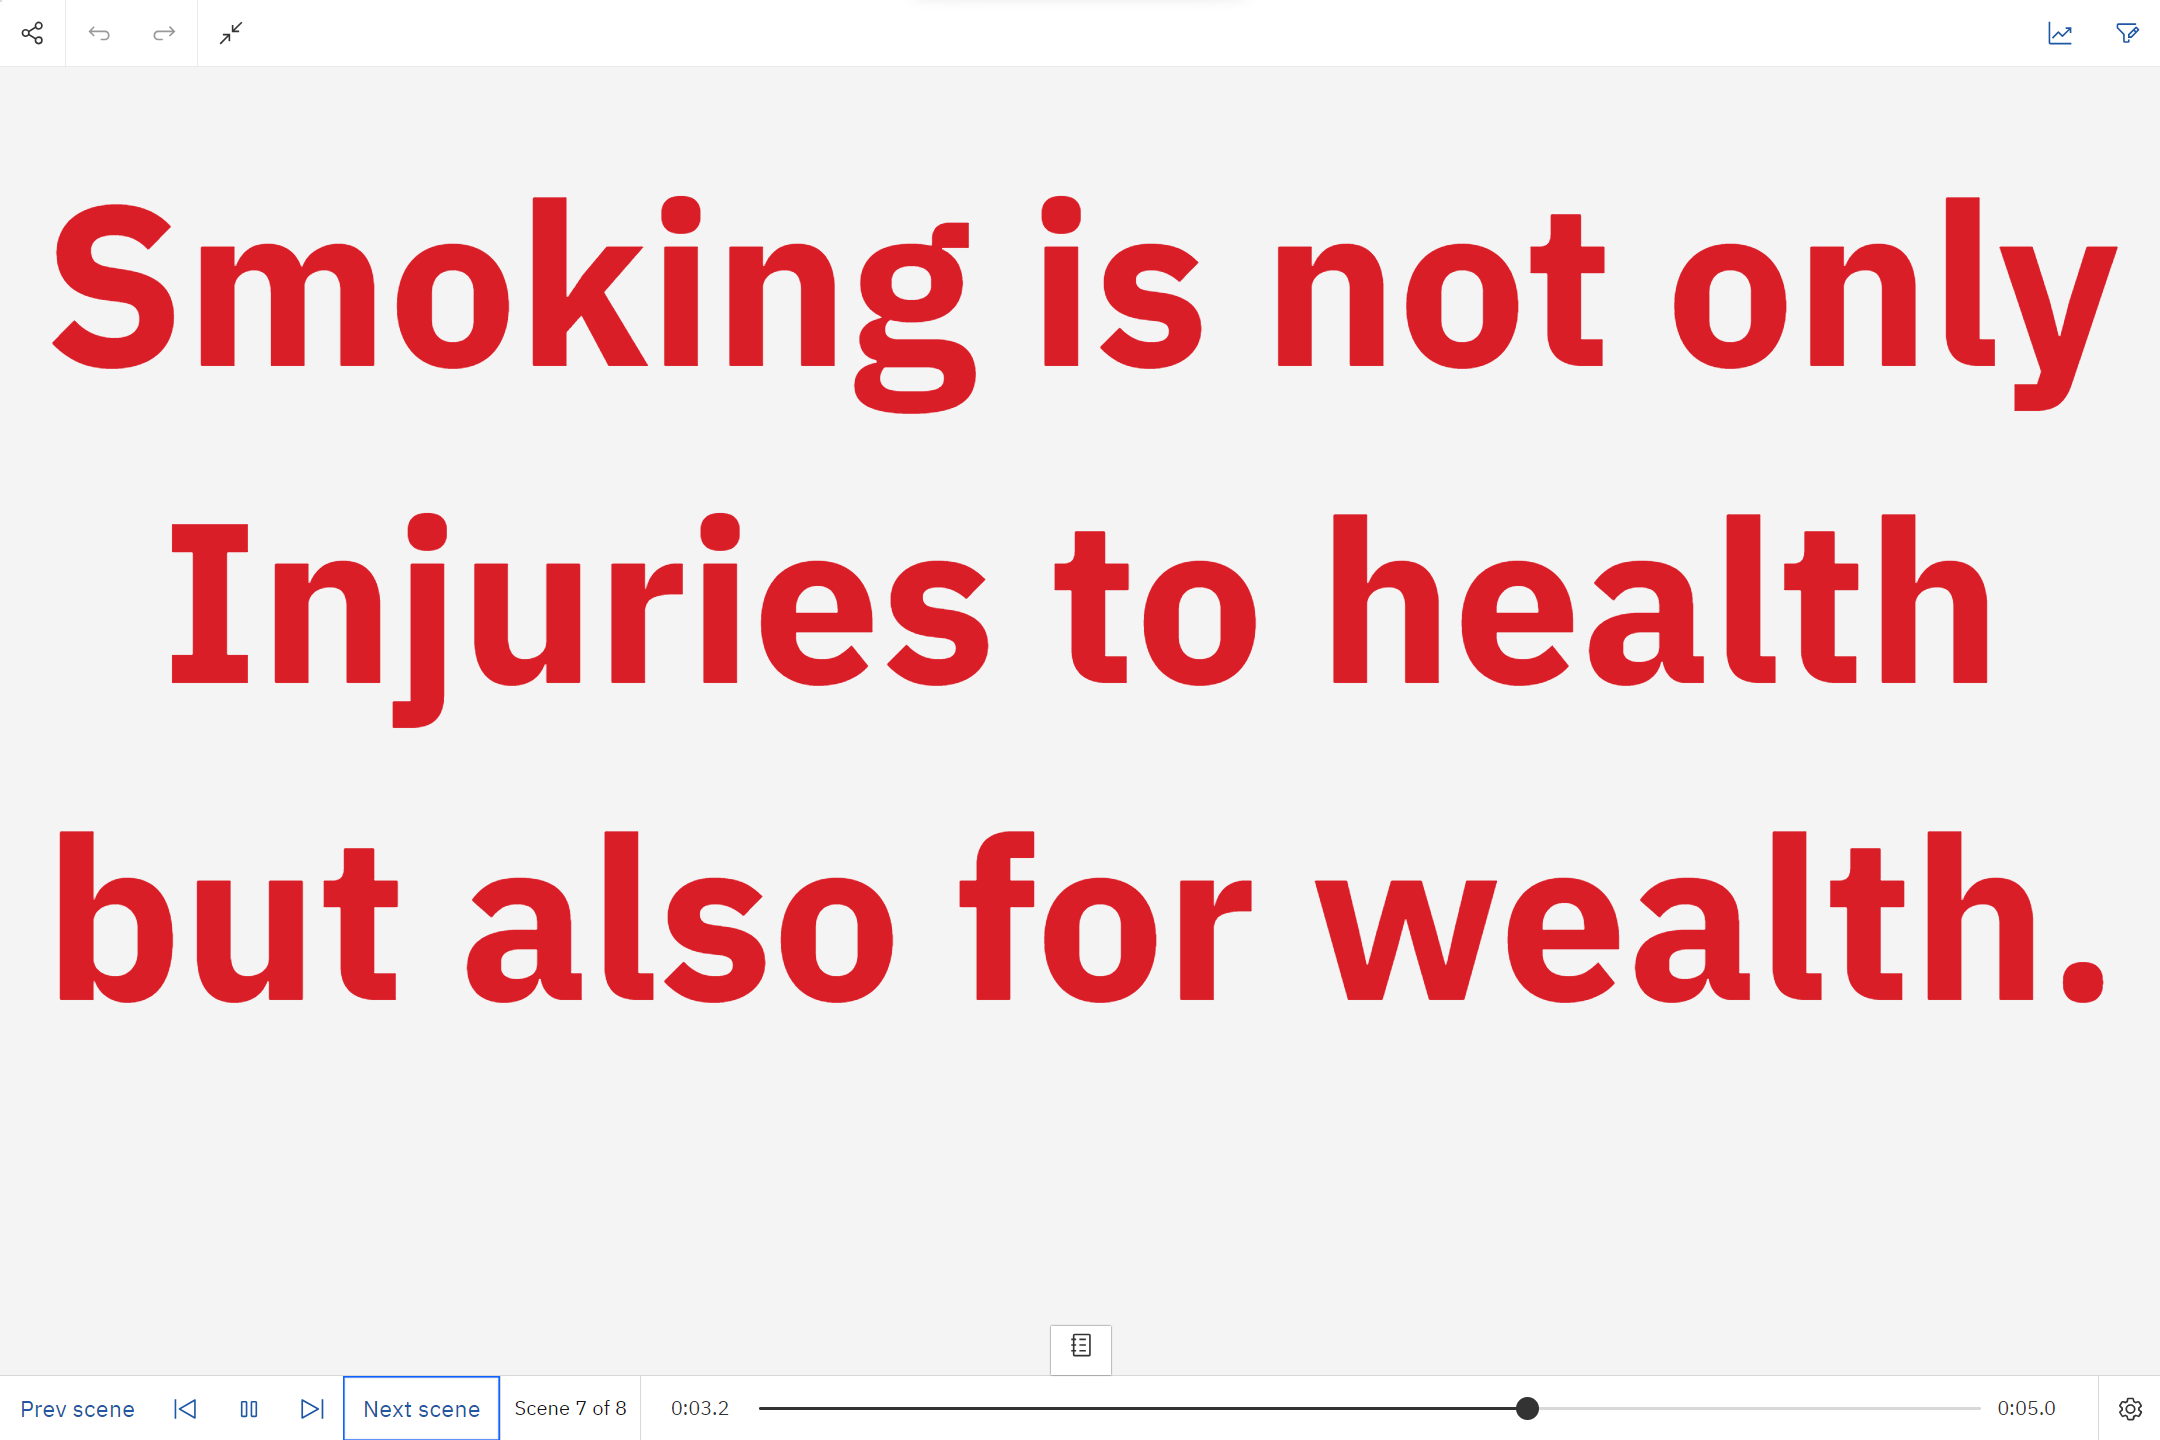 Smoking is not only
Injuries to health
but also for wealth.
Prev scene
Next scene
Scene 7 of 8
0:03.2
0:05.0